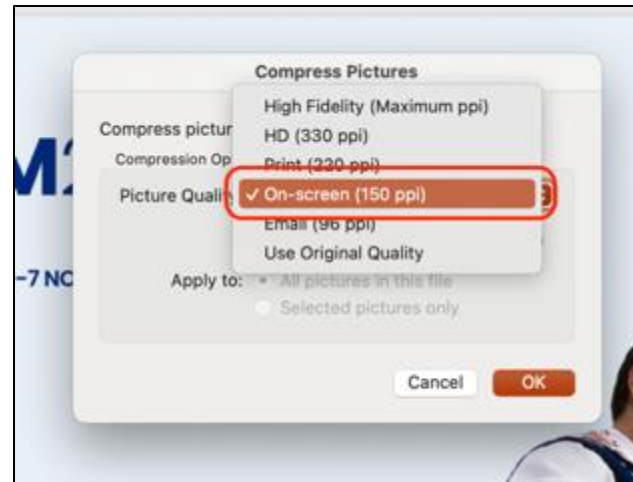 Compress Pictures
High Fidelity (Maximum ppi)
Compress pictur
HD (330 ppi)
Compression Op
Print (220 ppi)
M2
Picture Quality
✓ On-screen (150 ppi)
Email (96 ppi)
Use Original Quality
-7 NO
Apply to:
All pictures in this file
Selected pictures only
Cancel
OK